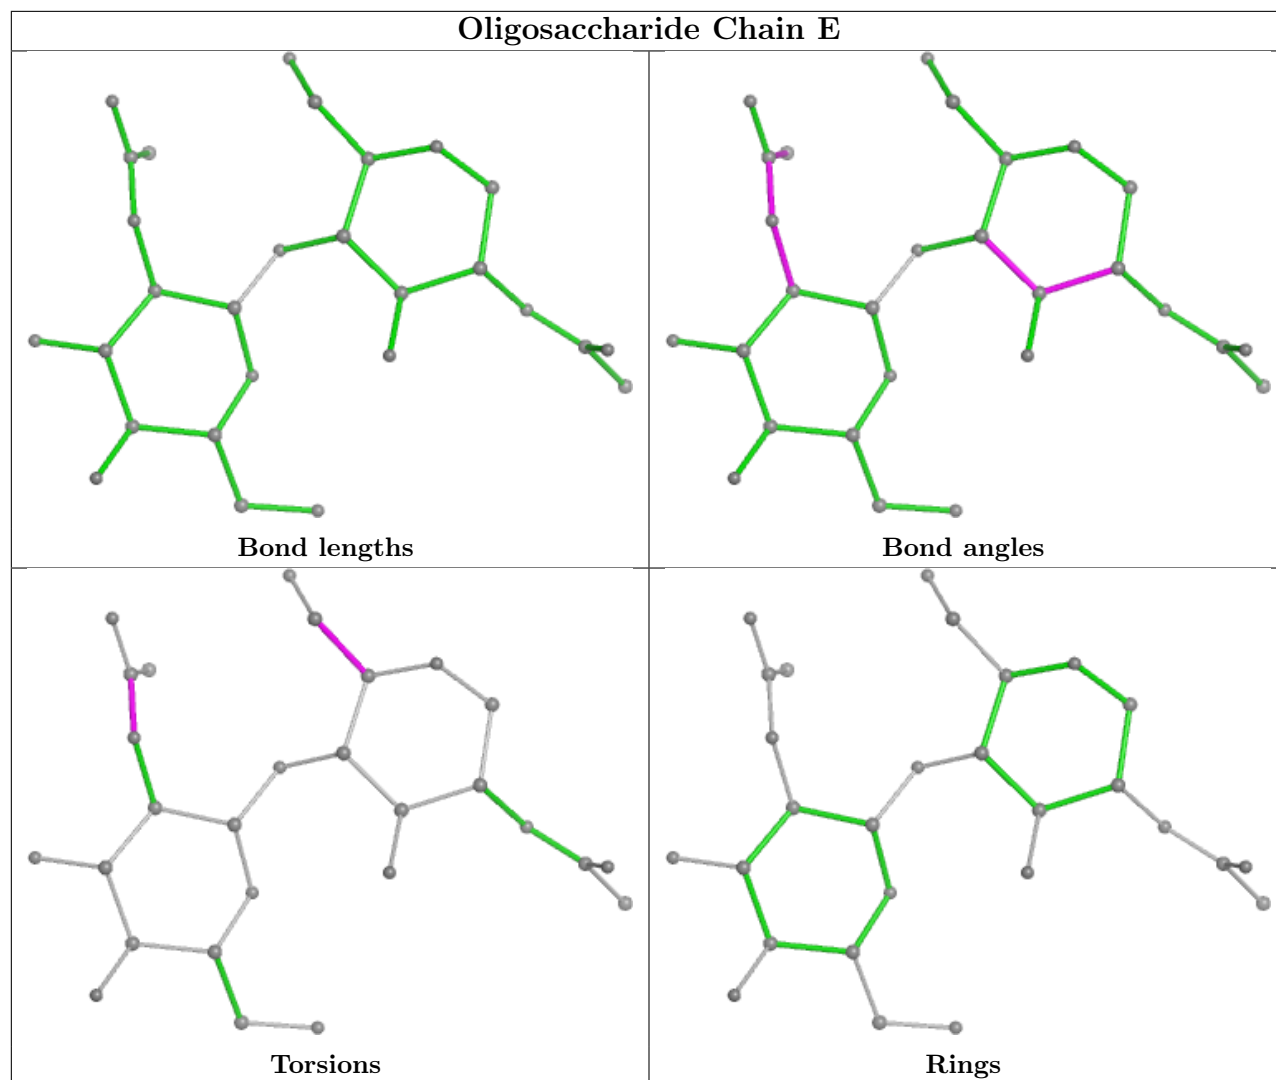 Oligosaccharide Chain E
Bond lengths
Bond angles
Torsions
Rings